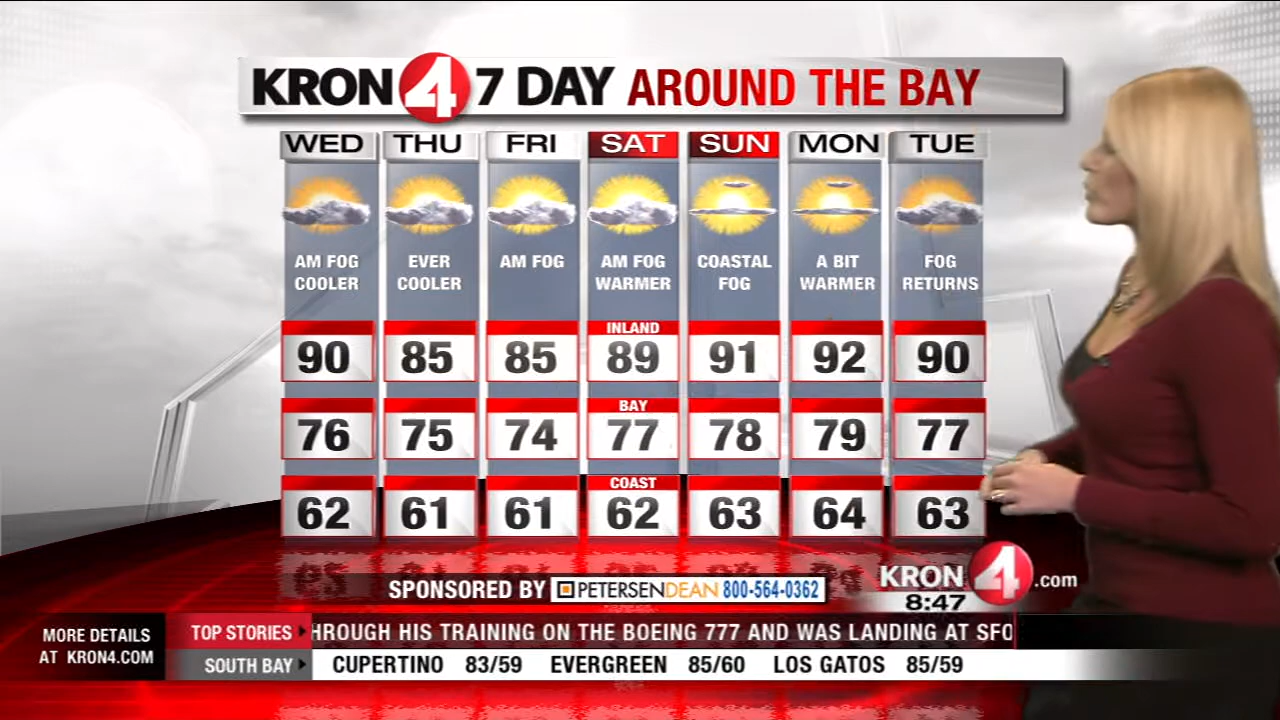 KRON 4 7 DAY AROUND THE BAY
WED THU FRI SAT SUN MON TUE
AM FOG COOLER
EVER COOLER
AM FOG
AM FOG WARMER
COASTAL FOG
A BIT WARMER
FOG RETURNS
INLAND
90 85 85 89 91 92 90
BAY
76 75 74 77 78 79 77
COAST
62 61 61 62 63 64 63
SPONSORED BY PETERSENDEAN 800-564-0362
KRON 4 .com
8:47
MORE DETAILS
AT KRON4.COM
TOP STORIES HROUGH HIS TRAINING ON THE BOEING 777 AND WAS LANDING AT SFO
SOUTH BAY CUPERTINO 83/59 EVERGREEN 85/60 LOS GATOS 85/59